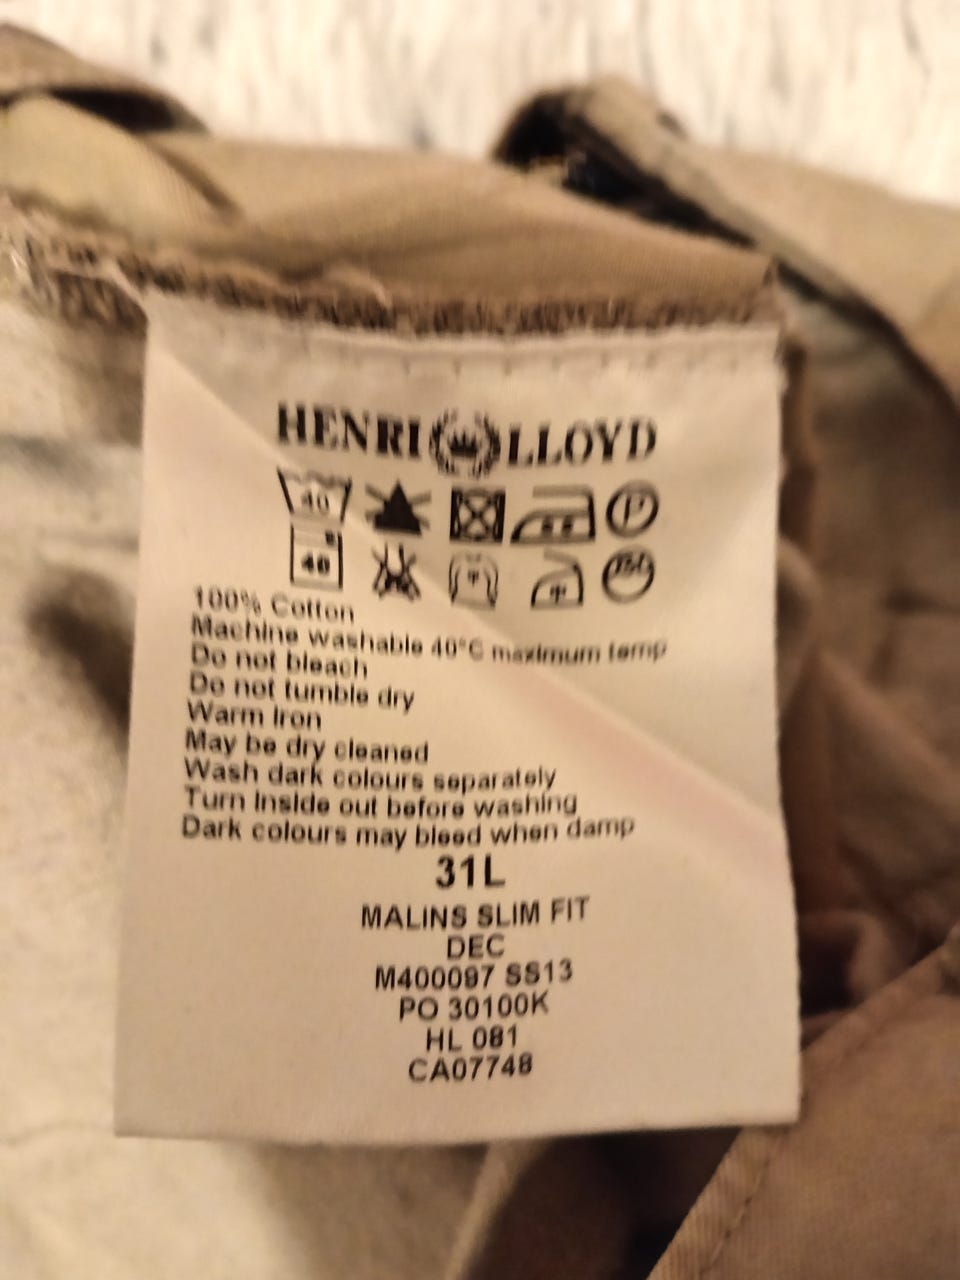 HENRI LLOYD
40 P
40
100% Cotton
Machine washable 40°C maximum temp
Do not bleach
Do not tumble dry
Warm Iron
May be dry cleaned
Wash dark colours separately
Turn Inside out before washing
Dark colours may bleed when damp
31L
MALINS SLIM FIT
DEC
M400097 SS13
PO 30100K
HL 081
CA07748